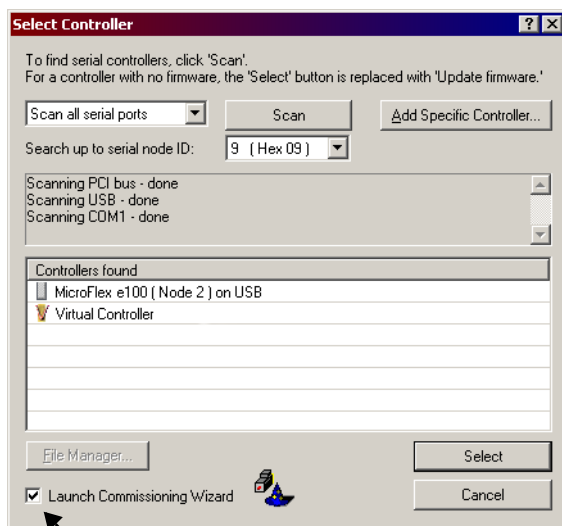 Select Controller
To find serial controllers, click 'Scan'.
For a controller with no firmware, the 'Select' button is replaced with 'Update firmware.'
Scan all serial ports
Scan
Add Specific Controller...
Search up to serial node ID:
9 ( Hex 09 )
Scanning PCI bus - done
Scanning USB - done
Scanning COM1 - done
Controllers found
MicroFlex e100 ( Node 2 ) on USB
Virtual Controller
File Manager...
Select
Launch Commissioning Wizard
Cancel